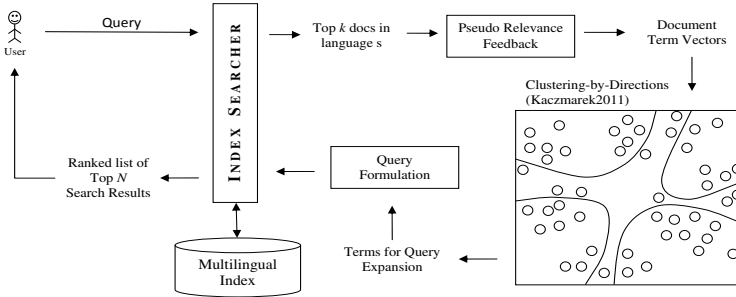 User
Query
INDEX SEARCHER
Top k docs in
language s
Pseudo Relevance
Feedback
Document
Term Vectors
Clustering-by-Directions
(Kaczmarek2011)
Terms for Query
Expansion
Query
Formulation
Ranked list of
Top N
Search Results
Multilingual
Index